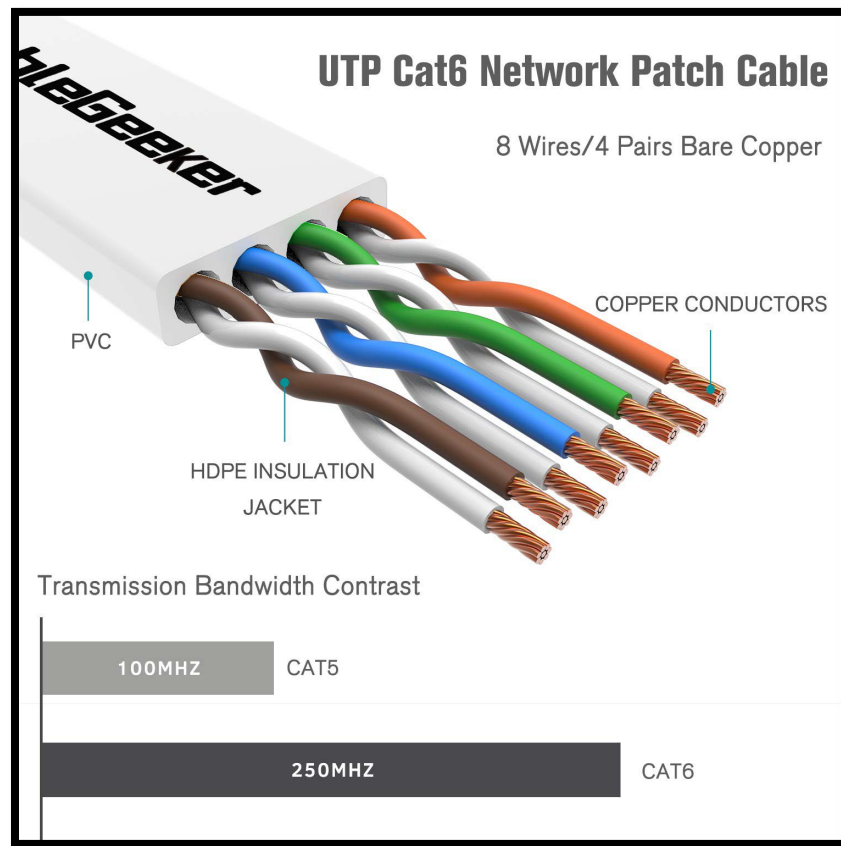 bleGeeker
UTP Cat6 Network Patch Cable
8 Wires/4 Pairs Bare Copper
COPPER CONDUCTORS
PVC
HDPE INSULATION
JACKET
Transmission Bandwidth Contrast
100MHZ CAT5
250MHZ CAT6